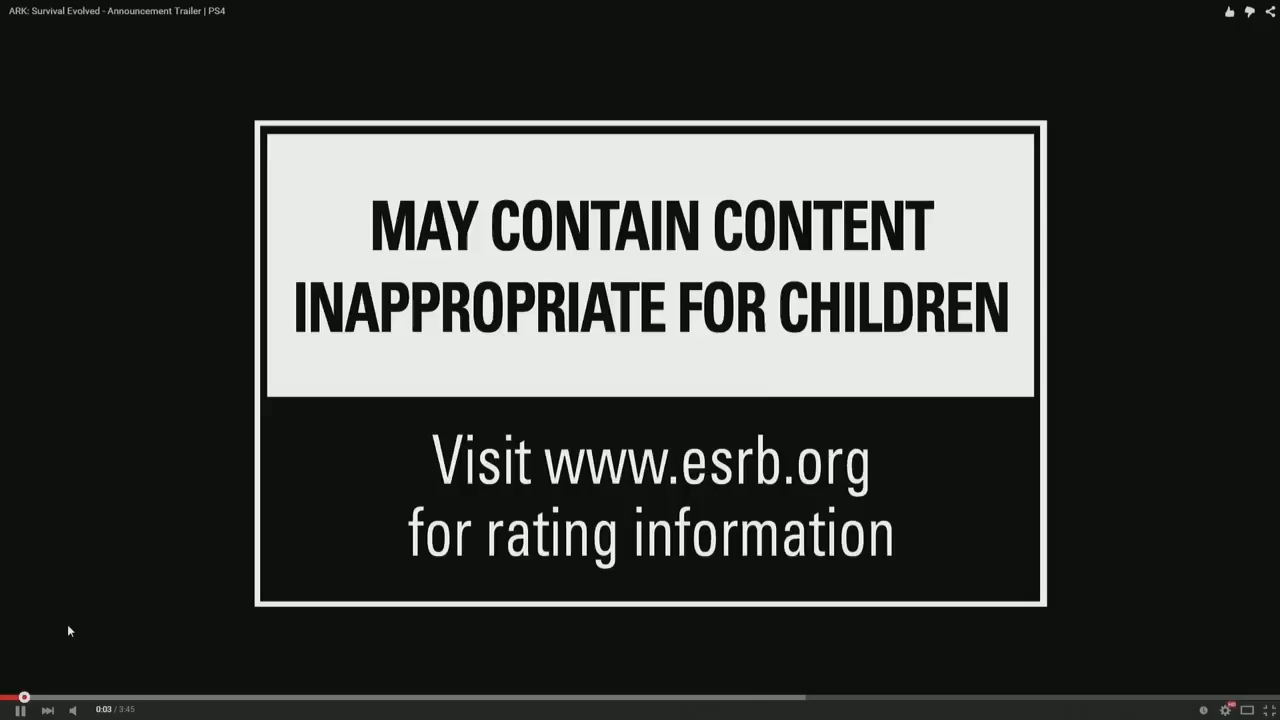 ARK: Survival Evolved - Announcement Trailer | PS4
MAY CONTAIN CONTENT
INAPPROPRIATE FOR CHILDREN
Visit www.esrb.org
for rating information
0:03 / 3:45
HD